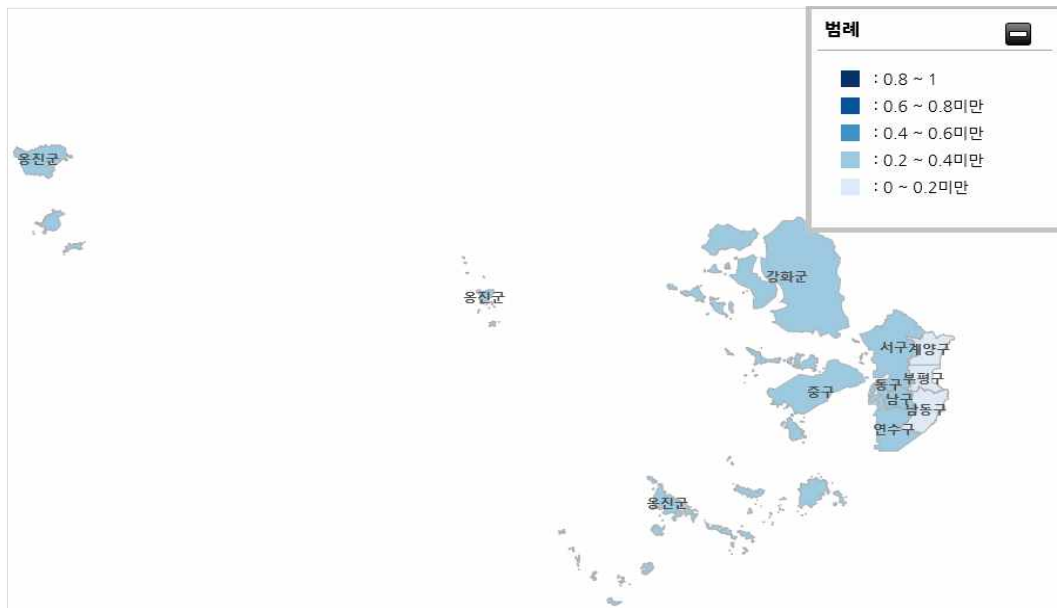 범례
: 0.8 ~ 1
: 0.6 ~ 0.8미만
: 0.4 ~ 0.6미만
: 0.2 ~ 0.4미만
: 0 ~ 0.2미만
옹진군
옹진군
강화군
서구
계양구
동구
부평구
중구
남구
남동구
연수구
옹진군